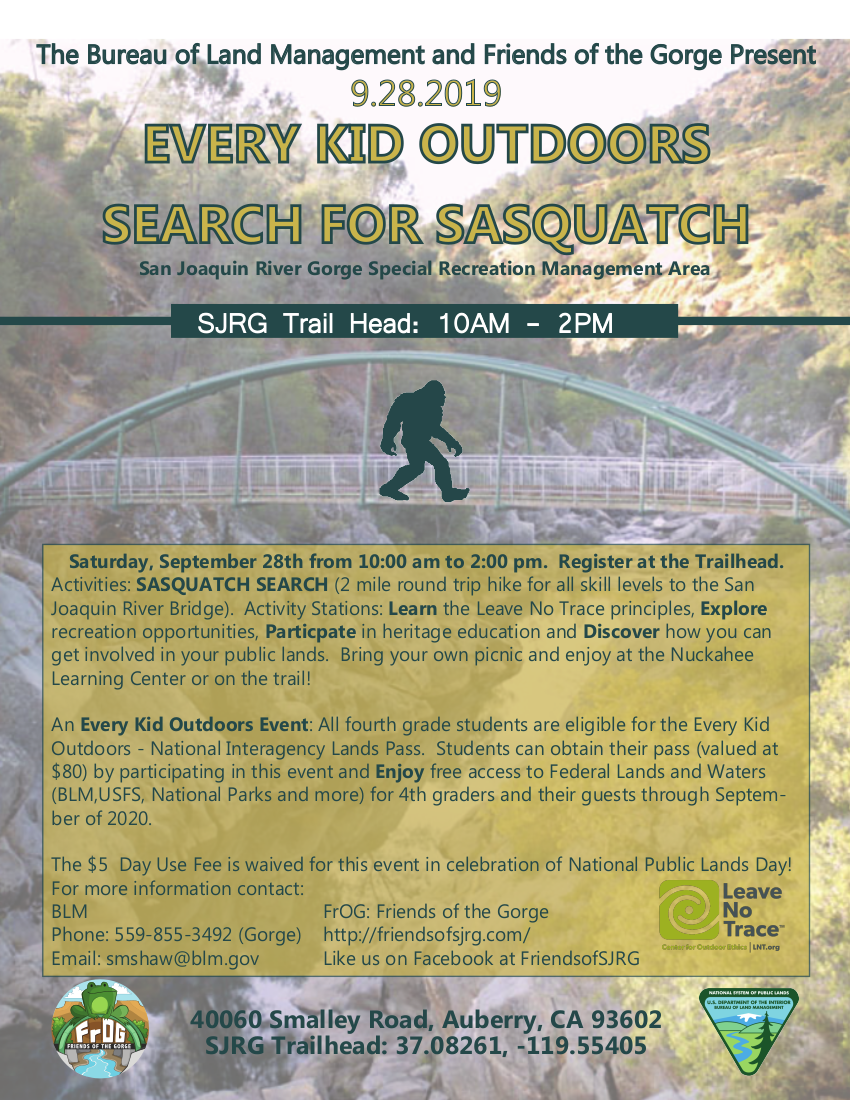 The Bureau of Land Management and Friends of the Gorge Present
9.28.2019
EVERY KID OUTDOORS
SEARCH FOR SASQUATCH
San Joaquin River Gorge Special Recreation Management Area
SJRG Trail Head: 10AM - 2PM
Saturday, September 28th from 10:00 am to 2:00 pm. Register at the Trailhead.
Activities: SASQUATCH SEARCH (2 mile round trip hike for all skill levels to the San
Joaquin River Bridge). Activity Stations: Learn the Leave No Trace principles, Explore
recreation opportunities, Particpate in heritage education and Discover how you can
get involved in your public lands. Bring your own picnic and enjoy at the Nuckahee
Learning Center or on the trail!
An Every Kid Outdoors Event: All fourth grade students are eligible for the Every Kid
Outdoors - National Interagency Lands Pass. Students can obtain their pass (valued at
$80) by participating in this event and Enjoy free access to Federal Lands and Waters
(BLM,USFS, National Parks and more) for 4th graders and their guests through Septem-
ber of 2020.
The $5 Day Use Fee is waived for this event in celebration of National Public Lands Day!
For more information contact:
BLM
Phone: 559-855-3492 (Gorge)
Email: smshaw@blm.gov
FrOG: Friends of the Gorge
http://friendsofsjrg.com/
Like us on Facebook at FriendsofSJRG
Leave
No
Trace™
Center for Outdoor Ethics | LNT.org
FrOG
FRIENDS OF THE GORGE
40060 Smalley Road, Auberry, CA 93602
SJRG Trailhead: 37.08261, -119.55405
NATIONAL SYSTEM OF PUBLIC LANDS
U.S. DEPARTMENT OF THE INTERIOR
BUREAU OF LAND MANAGEMENT